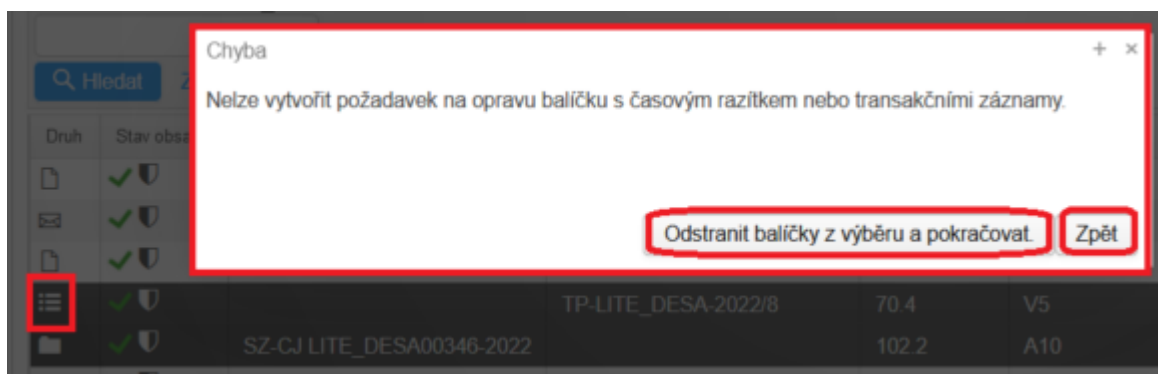 Chyba
Nelze vytvořit požadavek na opravu balíčku s časovým razítkem nebo transakčními záznamy.
Odstranit balíčky z výběru a pokračovat. Zpět
Hledat
Druh Stav obsa
TP-LITE_DESA-2022/8 70.4 V5
SZ-CJ LITE_DESA00346-2022 102.2 A10